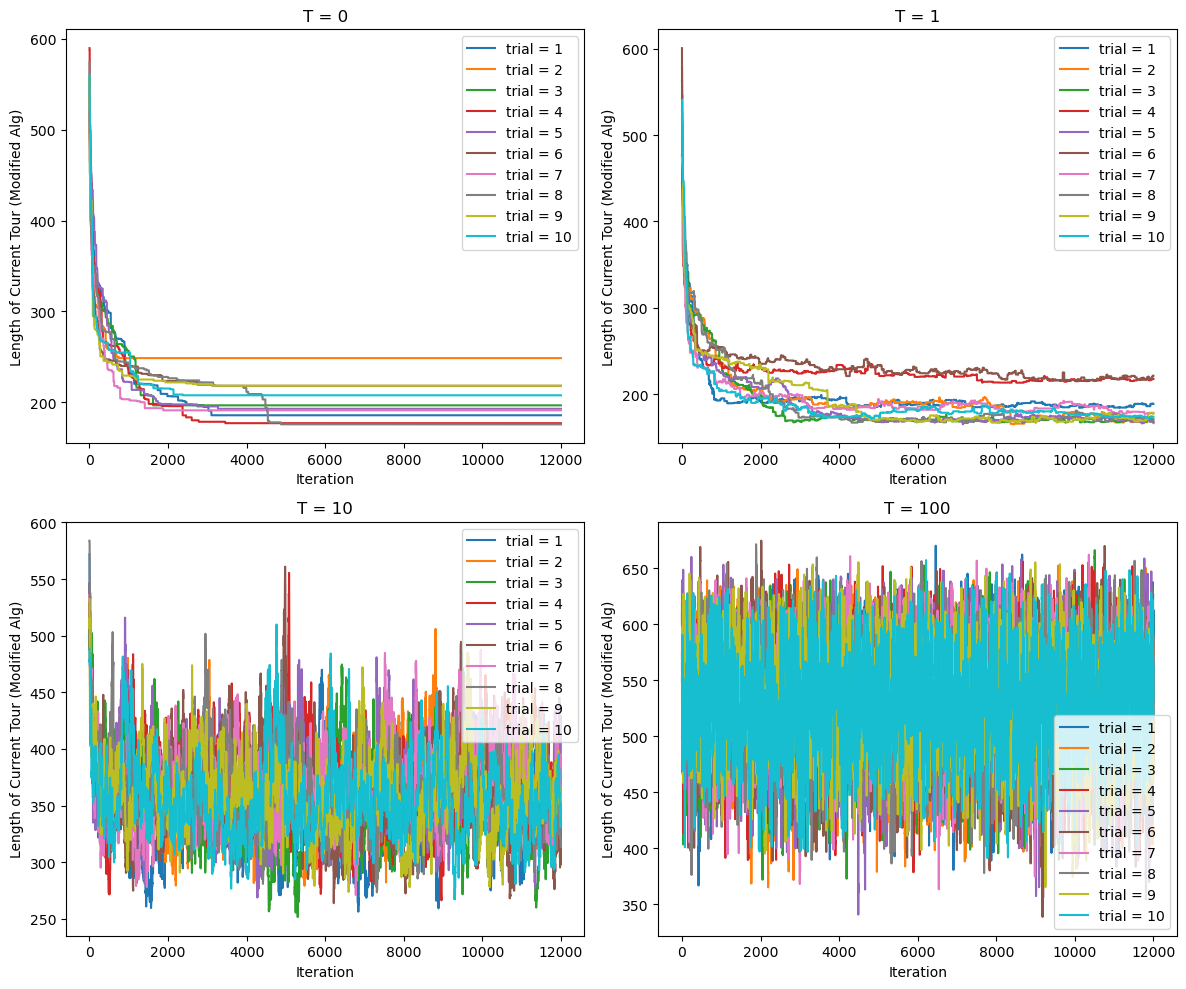 T = 0
600
500
400
300
200
Length of Current Tour (Modified Alg)
0
2000
4000
6000
8000
10000
12000
Iteration
trial = 1
trial = 2
trial = 3
trial = 4
trial = 5
trial = 6
trial = 7
trial = 8
trial = 9
trial = 10
T = 1
600
500
400
300
200
Length of Current Tour (Modified Alg)
0
2000
4000
6000
8000
10000
12000
Iteration
trial = 1
trial = 2
trial = 3
trial = 4
trial = 5
trial = 6
trial = 7
trial = 8
trial = 9
trial = 10
T = 10
600
550
500
450
400
350
300
250
Length of Current Tour (Modified Alg)
0
2000
4000
6000
8000
10000
12000
Iteration
trial = 1
trial = 2
trial = 3
trial = 4
trial = 5
trial = 6
trial = 7
trial = 8
trial = 9
trial = 10
T = 100
650
600
550
500
450
400
350
Length of Current Tour (Modified Alg)
0
2000
4000
6000
8000
10000
12000
Iteration
trial = 1
trial = 2
trial = 3
trial = 4
trial = 5
trial = 6
trial = 7
trial = 8
trial = 9
trial = 10